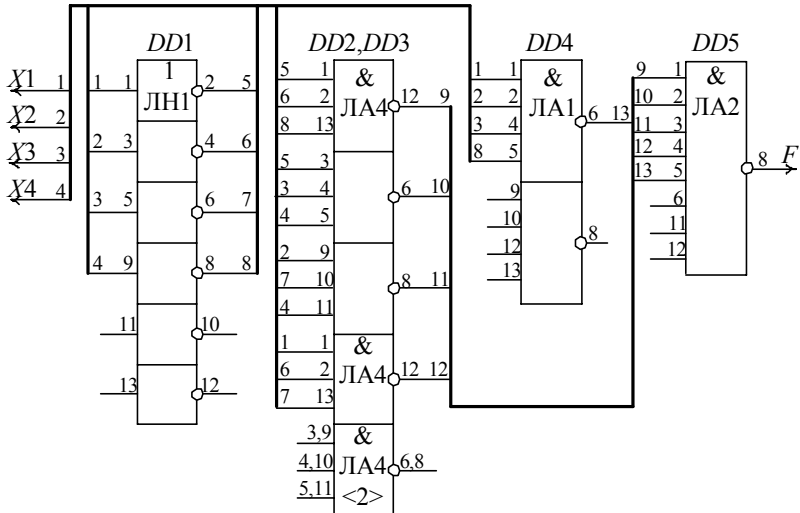 DD1 DD2,DD3 DD4 DD5
X1 1
X2 2
X3 3
X4 4
1 1 1 2 5
ЛН1
2 3 4 6
3 5 6 7
4 9 8 8
11 10
13 12
5 1 & 12 9
6 2 ЛА4
8 13
5 3
3 4 6 10
4 5
2 9
7 10 8 11
4 11
1 1 &
6 2 ЛА4 12 12
7 13
3,9 &
4,10 ЛА4 6,8
5,11 <2>
1 1 &
2 2 ЛА1 6 13
3 4
8 5
9
10 8
12
13
9 1 &
10 2 ЛА2
11 3
12 4
13 5 8 F
6
11
12